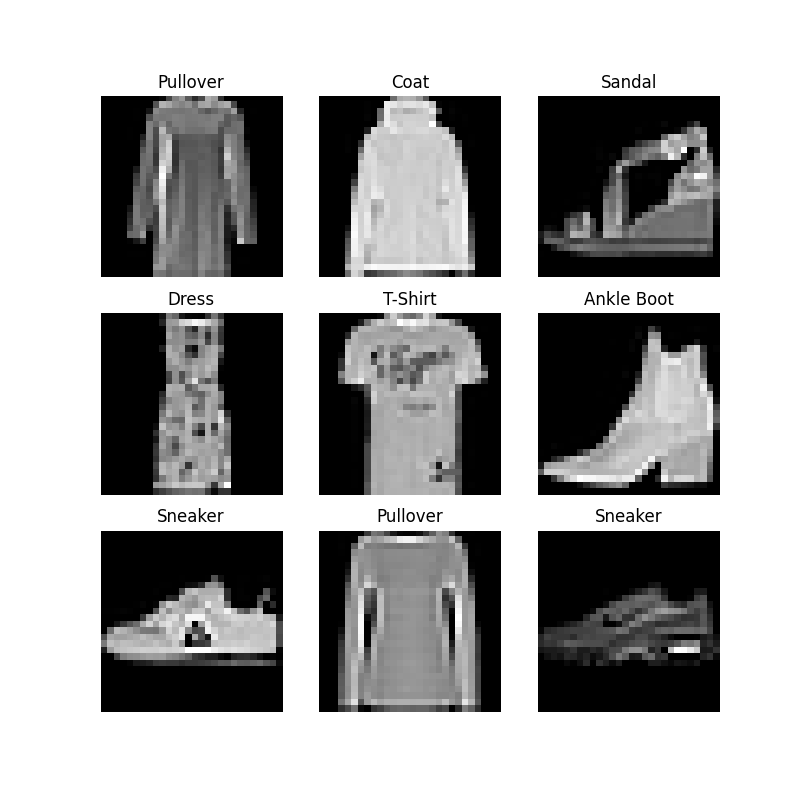 Pullover
Coat
Sandal
Dress
T-Shirt
Ankle Boot
Sneaker
Pullover
Sneaker